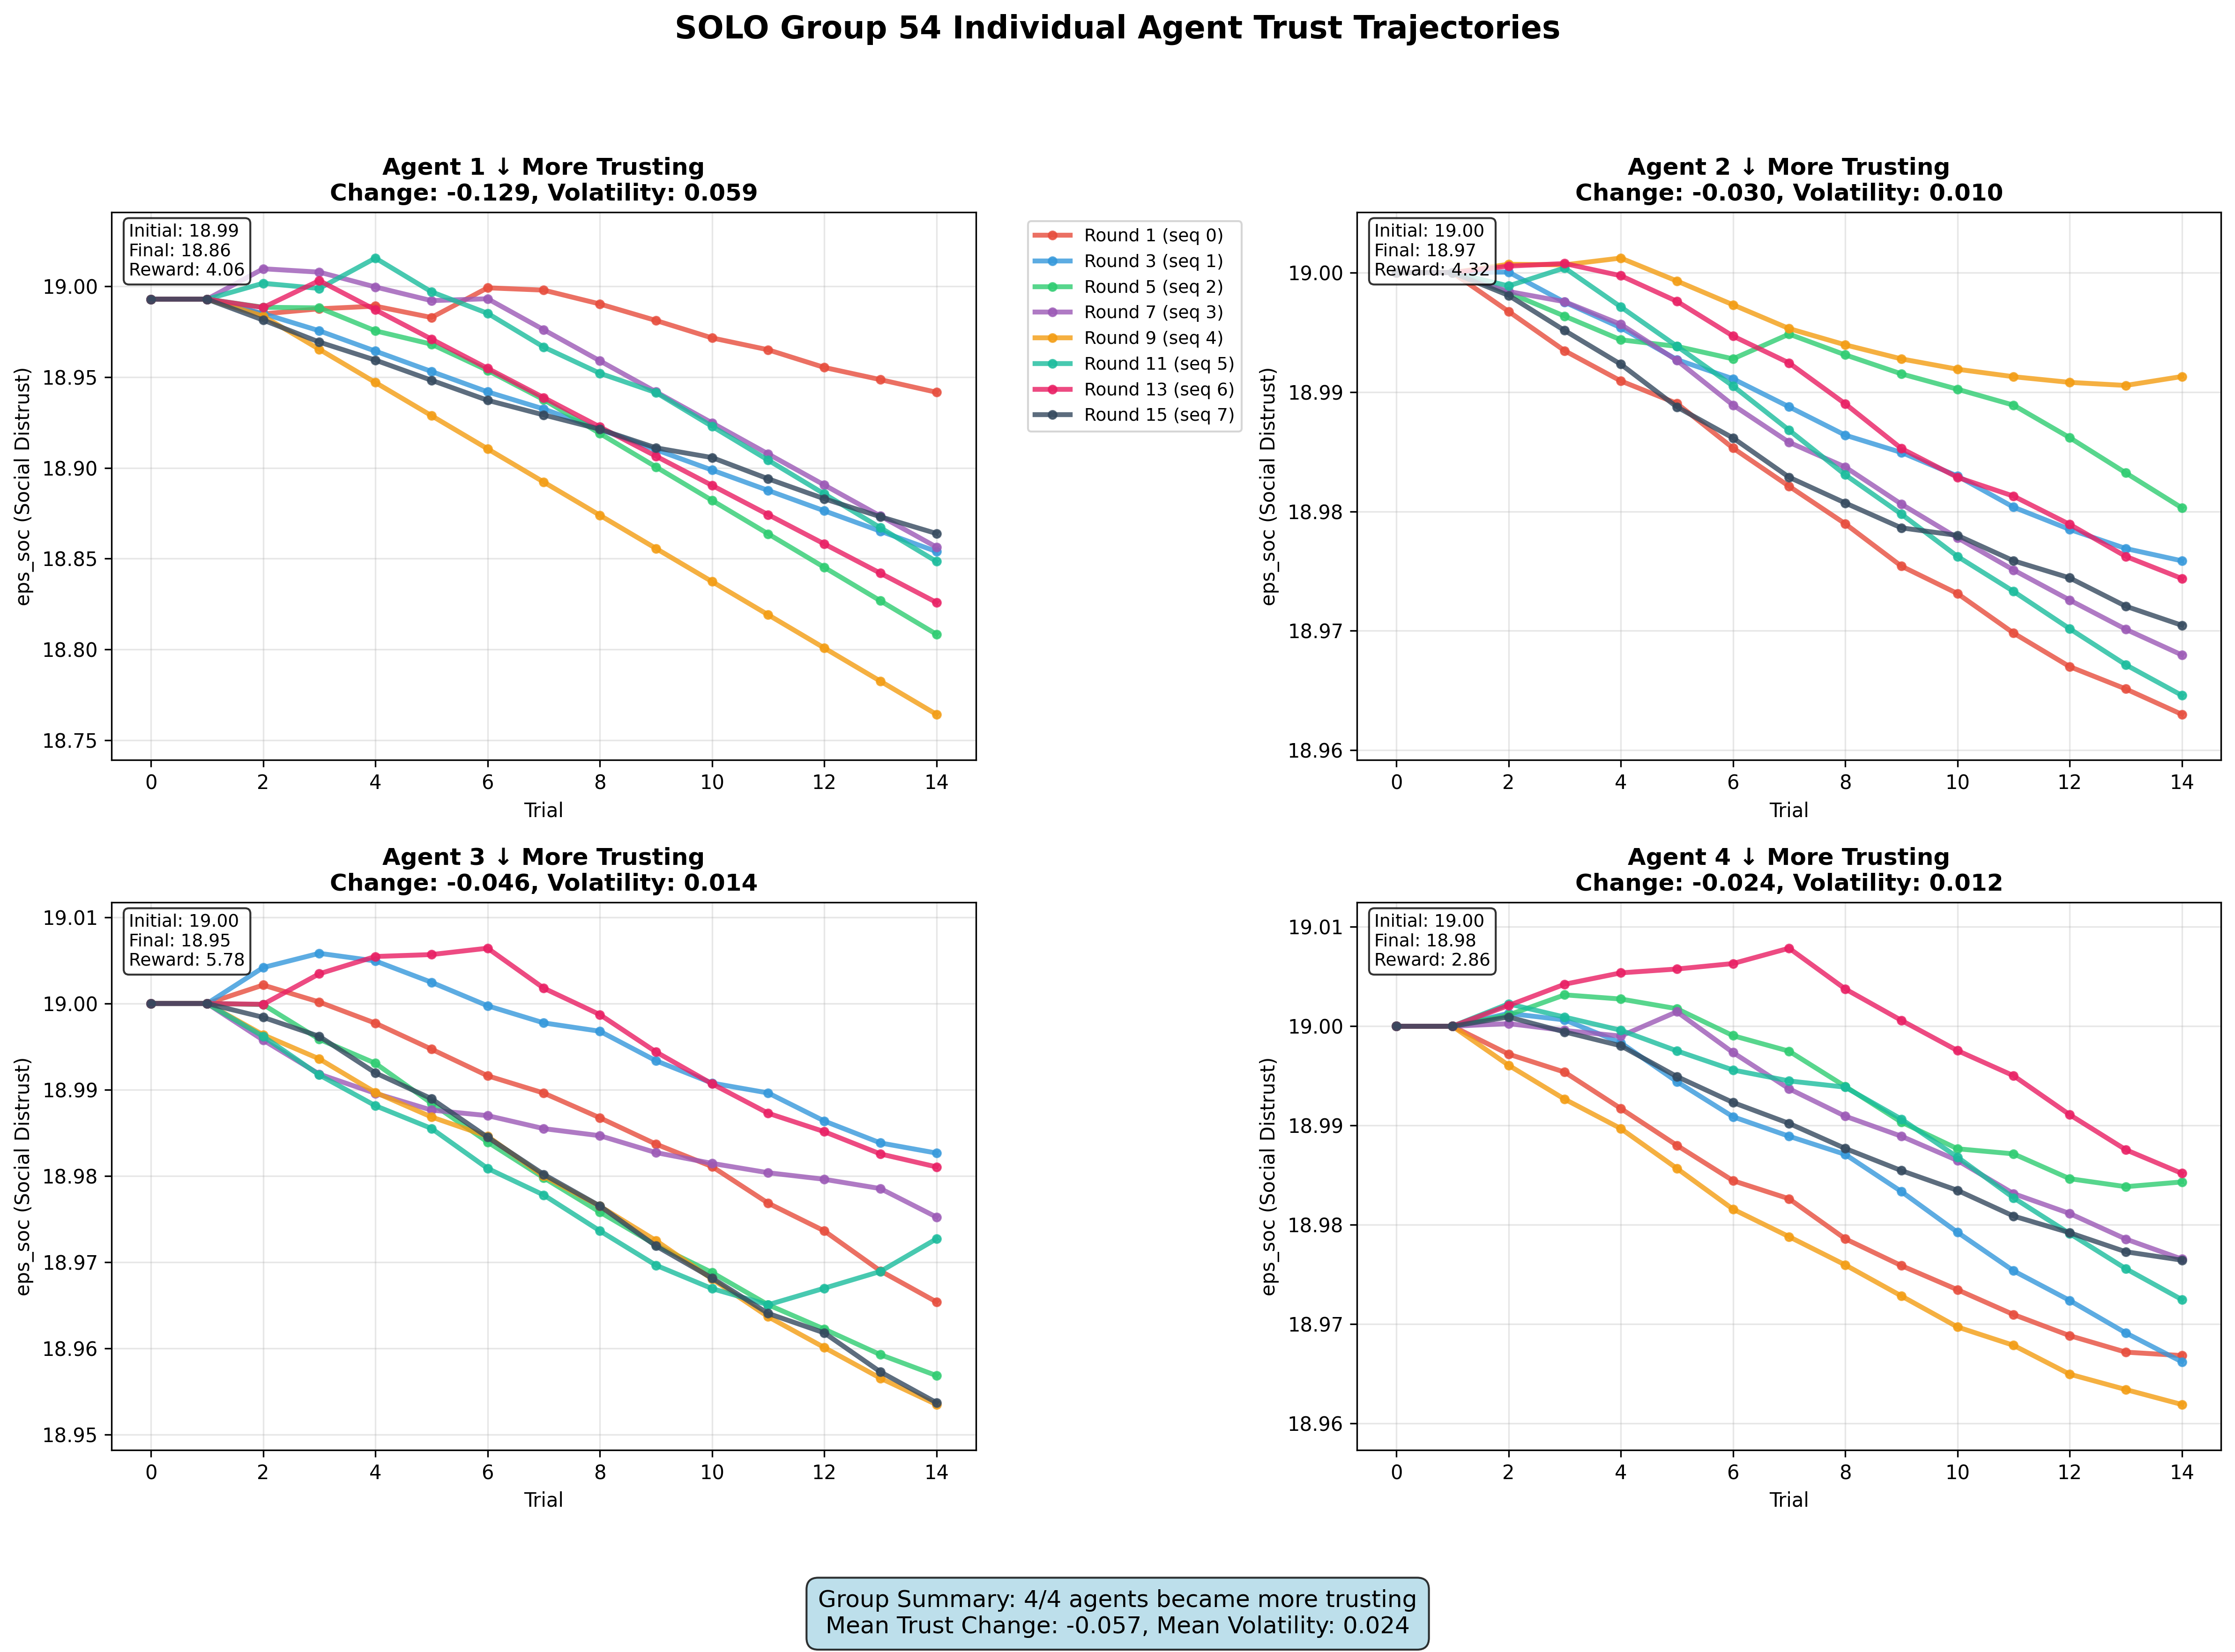 SOLO Group 54 Individual Agent Trust Trajectories
Agent 1 ↓ More Trusting
Change: -0.129, Volatility: 0.059
Initial: 18.99
Final: 18.86
Reward: 4.06
eps_soc (Social Distrust)
19.00
18.95
18.90
18.85
18.80
18.75
0 2 4 6 8 10 12 14
Trial
Round 1 (seq 0)
Round 3 (seq 1)
Round 5 (seq 2)
Round 7 (seq 3)
Round 9 (seq 4)
Round 11 (seq 5)
Round 13 (seq 6)
Round 15 (seq 7)
Agent 2 ↓ More Trusting
Change: -0.030, Volatility: 0.010
Initial: 19.00
Final: 18.97
Reward: 4.32
eps_soc (Social Distrust)
19.00
18.99
18.98
18.97
18.96
0 2 4 6 8 10 12 14
Trial
Agent 3 ↓ More Trusting
Change: -0.046, Volatility: 0.014
Initial: 19.00
Final: 18.95
Reward: 5.78
eps_soc (Social Distrust)
19.01
19.00
18.99
18.98
18.97
18.96
18.95
0 2 4 6 8 10 12 14
Trial
Agent 4 ↓ More Trusting
Change: -0.024, Volatility: 0.012
Initial: 19.00
Final: 18.98
Reward: 2.86
eps_soc (Social Distrust)
19.01
19.00
18.99
18.98
18.97
18.96
0 2 4 6 8 10 12 14
Trial
Group Summary: 4/4 agents became more trusting
Mean Trust Change: -0.057, Mean Volatility: 0.024